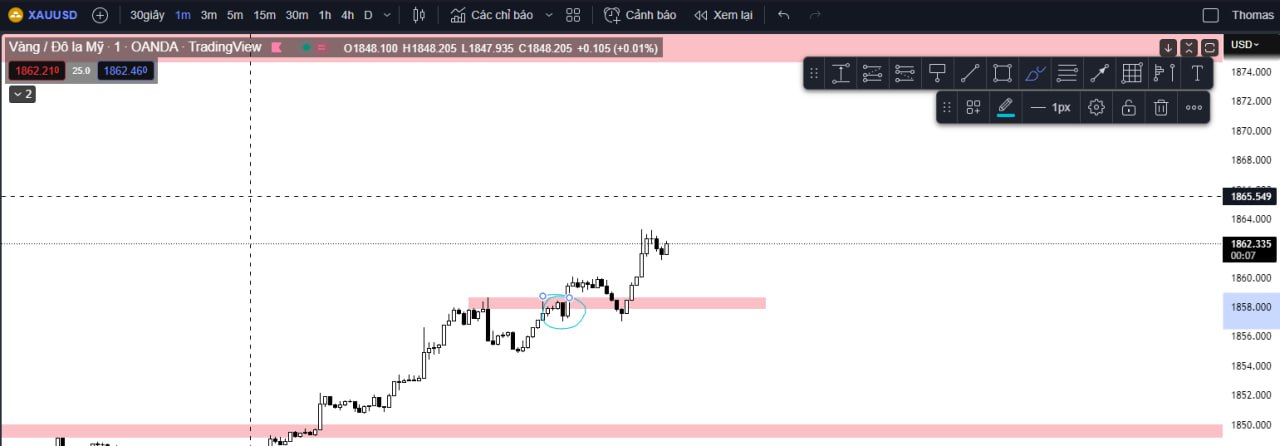 XAUUSD 30giây 1m 3m 5m 15m 30m 1h 4h D Các chỉ báo Cảnh báo Xem lại Thomas
Vàng / Đô la Mỹ · 1 · OANDA · TradingView O1848.100 H1848.205 L1847.935 C1848.205 +0.105 (+0.01%)
USD
1862.210 25.0 1862.460
2
T
1px
1874.000
1872.000
1870.000
1868.000
1865.549
1864.000
1862.335
00:07
1860.000
1858.000
1856.000
1854.000
1852.000
1850.000